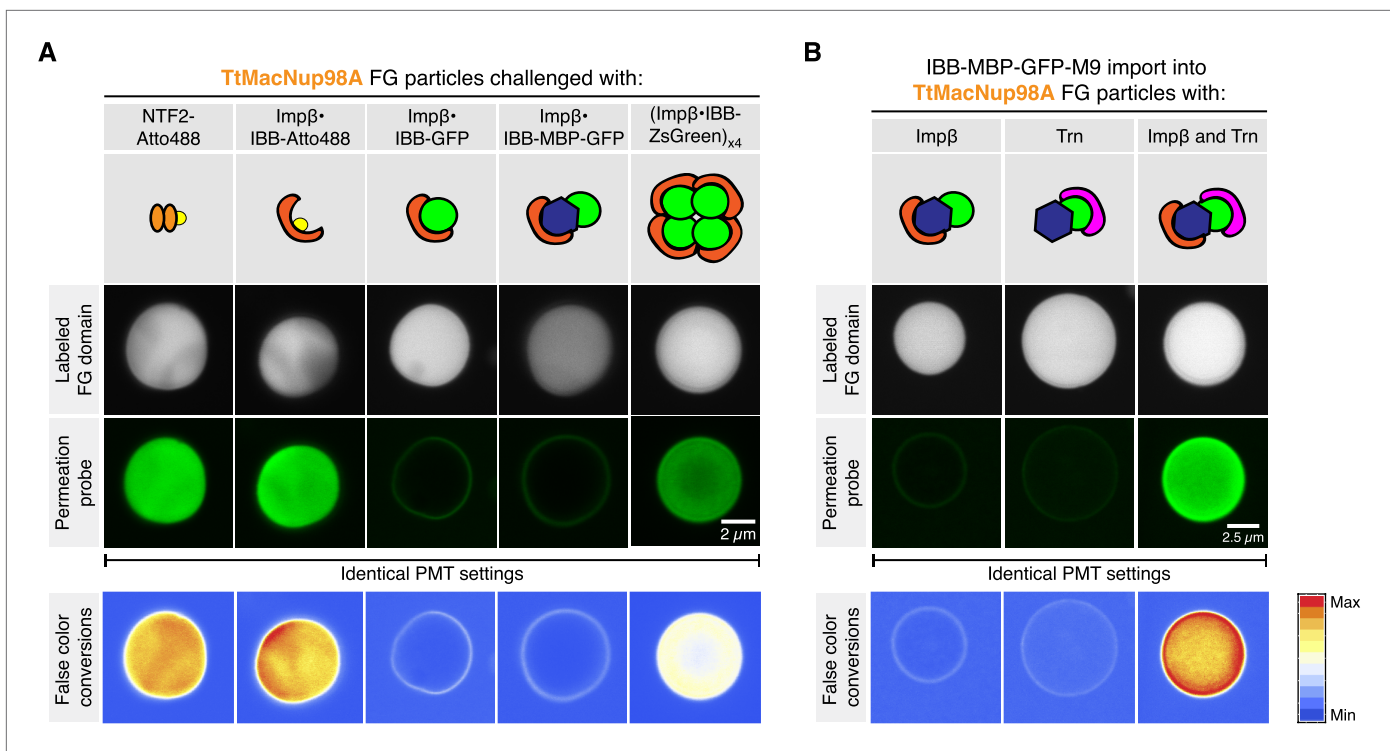 A
TtMacNup98A FG particles challenged with:
NTF2-
Atto488
Impβ•
IBB-Atto488
Impβ•
IBB-GFP
Impβ•
IBB-MBP-GFP
(Impβ•IBB-
ZsGreen)x4
Labeled
FG domain
Permeation
probe
2 µm
Identical PMT settings
False color
conversions
B
IBB-MBP-GFP-M9 import into
TtMacNup98A FG particles with:
Impβ
Trn
Impβ and Trn
Labeled
FG domain
Permeation
probe
2.5 µm
Identical PMT settings
False color
conversions
Max
Min